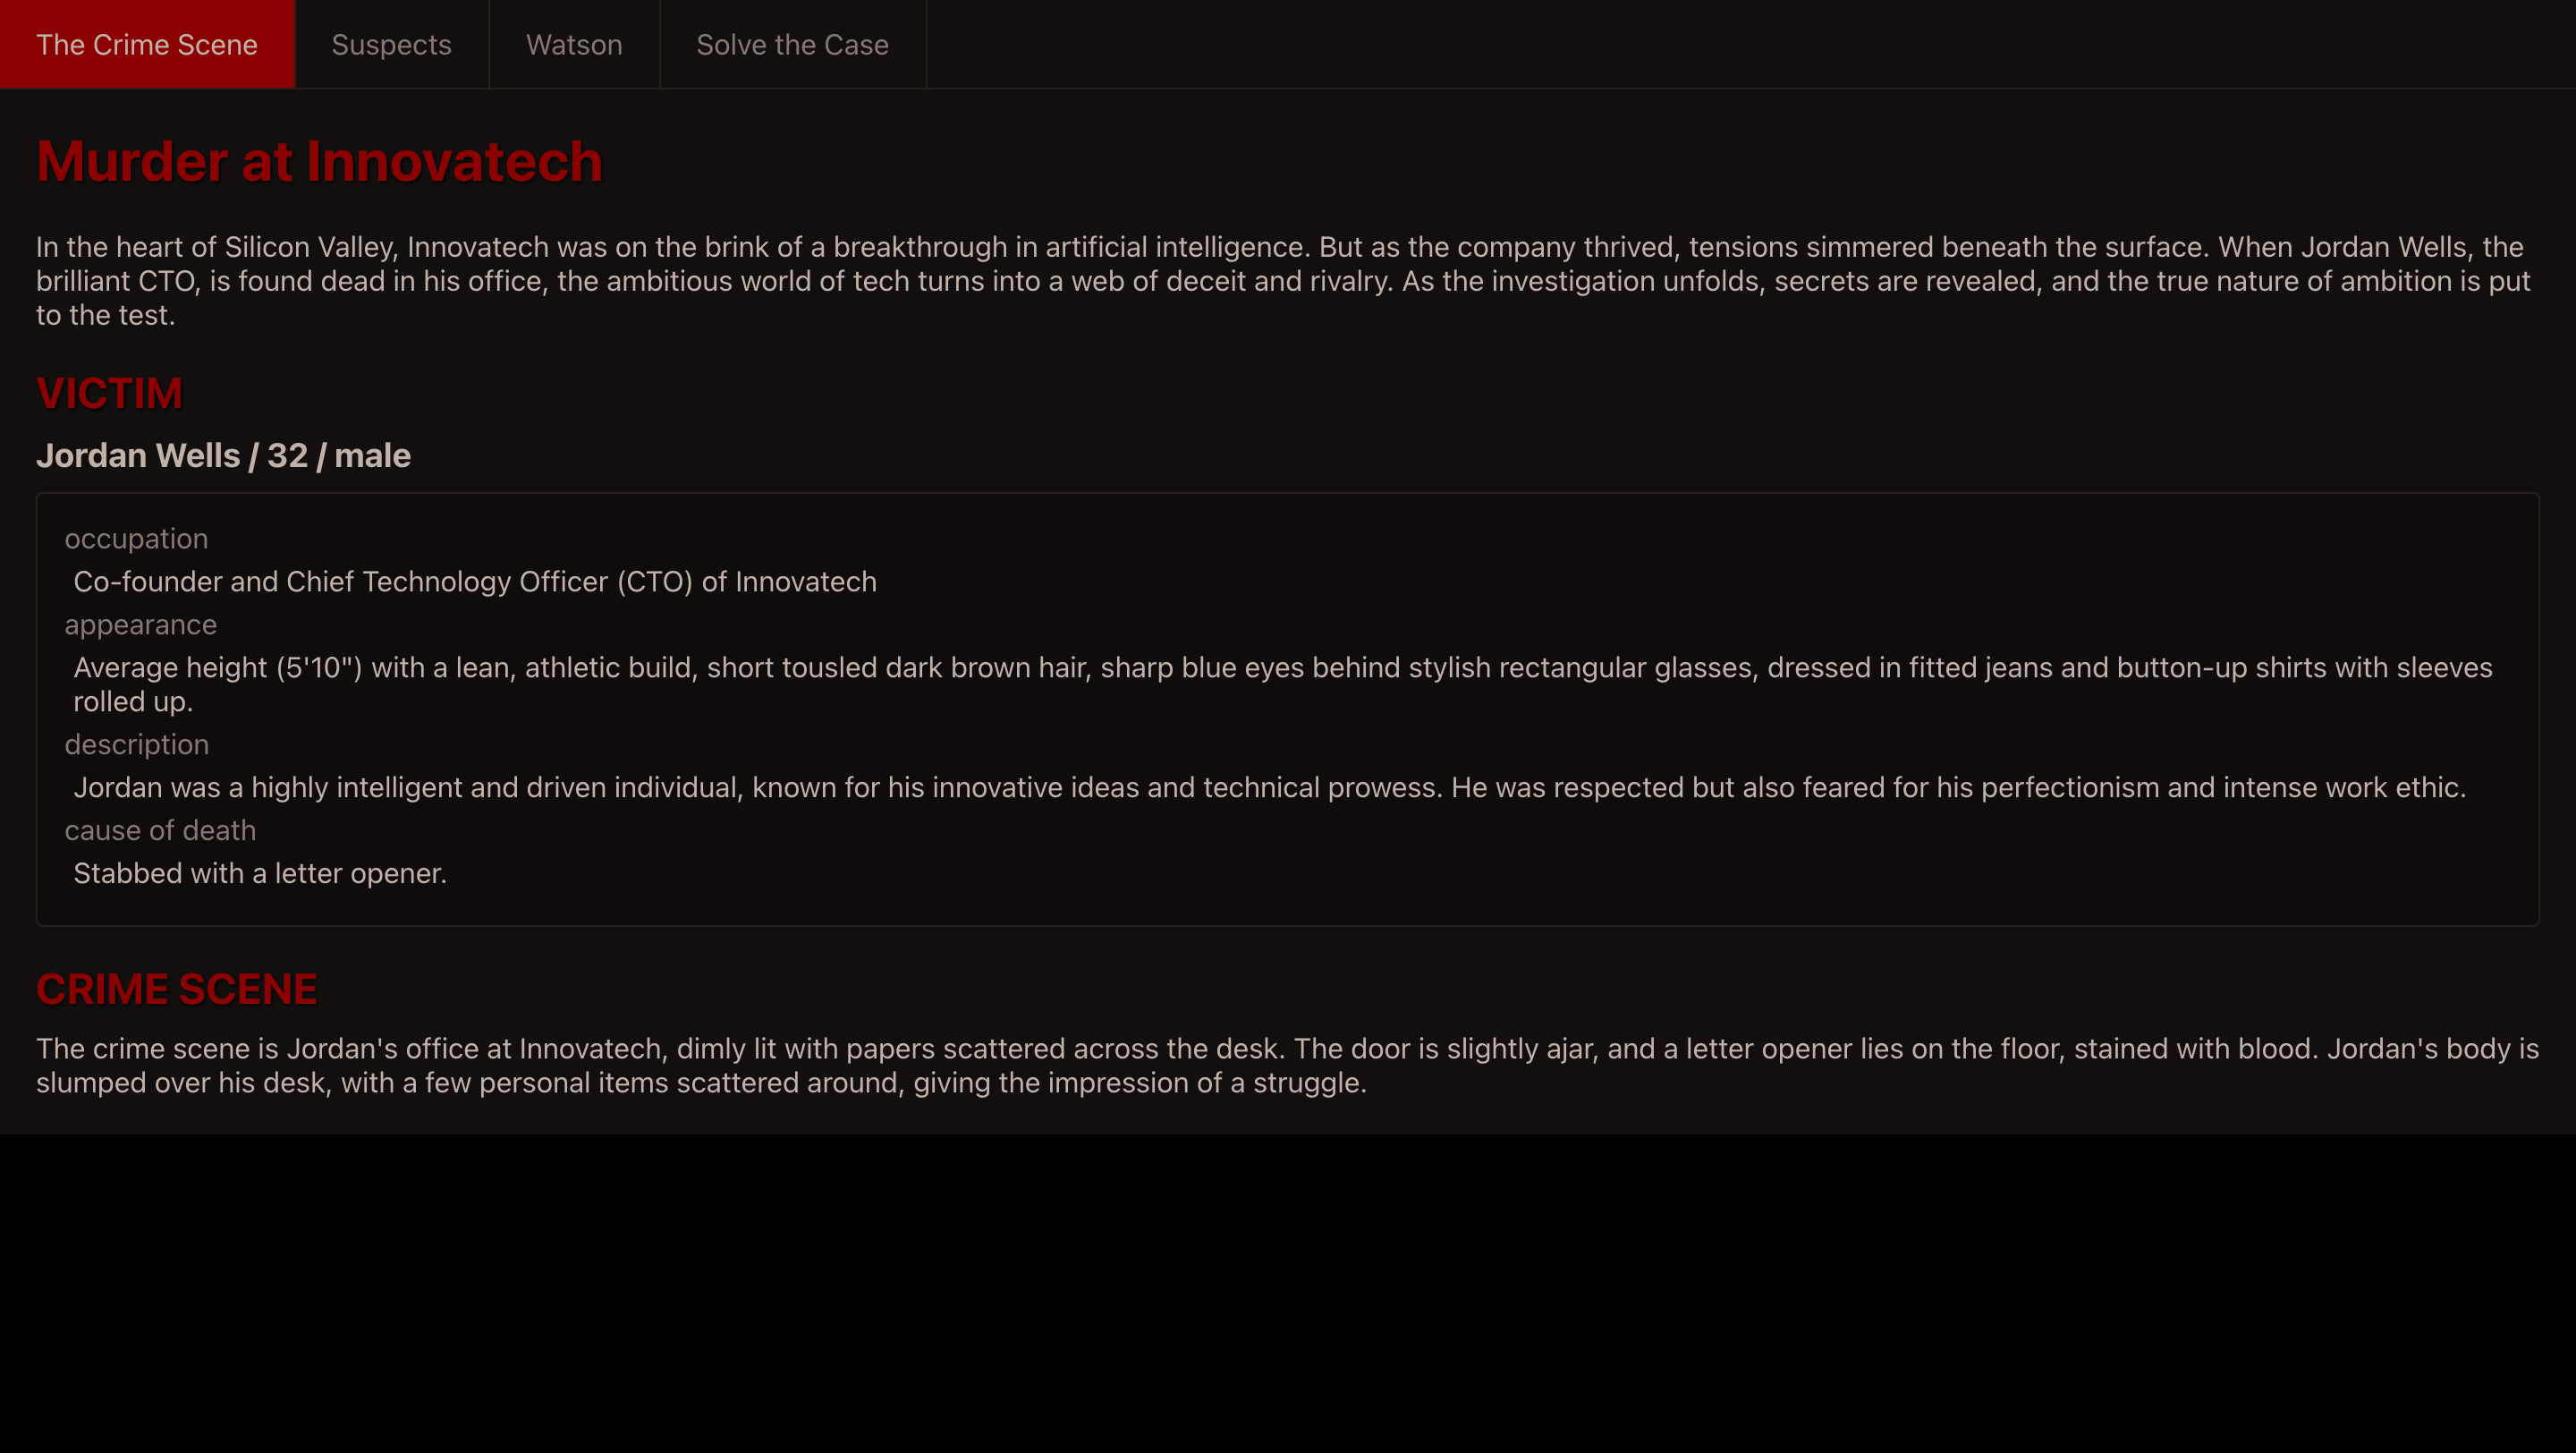 The Crime Scene
Suspects
Watson
Solve the Case
Murder at Innovatech
In the heart of Silicon Valley, Innovatech was on the brink of a breakthrough in artificial intelligence. But as the company thrived, tensions simmered beneath the surface. When Jordan Wells, the
brilliant CTO, is found dead in his office, the ambitious world of tech turns into a web of deceit and rivalry. As the investigation unfolds, secrets are revealed, and the true nature of ambition is put
to the test.
VICTIM
Jordan Wells / 32 / male
occupation
Co-founder and Chief Technology Officer (CTO) of Innovatech
appearance
Average height (5'10") with a lean, athletic build, short tousled dark brown hair, sharp blue eyes behind stylish rectangular glasses, dressed in fitted jeans and button-up shirts with sleeves
rolled up.
description
Jordan was a highly intelligent and driven individual, known for his innovative ideas and technical prowess. He was respected but also feared for his perfectionism and intense work ethic.
cause of death
Stabbed with a letter opener.
CRIME SCENE
The crime scene is Jordan's office at Innovatech, dimly lit with papers scattered across the desk. The door is slightly ajar, and a letter opener lies on the floor, stained with blood. Jordan's body is
slumped over his desk, with a few personal items scattered around, giving the impression of a struggle.